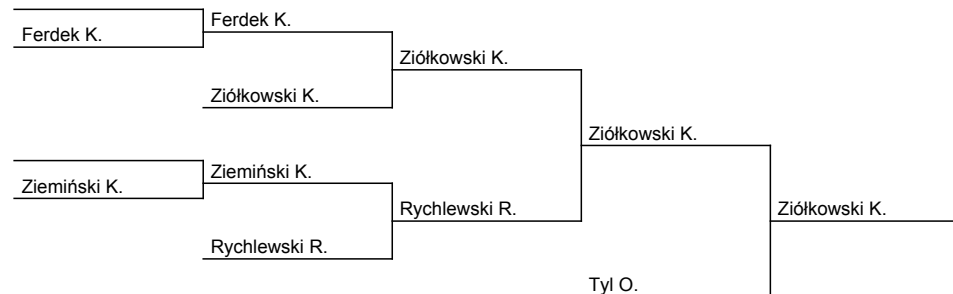 Ferdek K.
Ferdek K.
Ziółkowski K.
Ziółkowski K.
Ziółkowski K.
Ziemiński K.
Ziemiński K.
Rychlewski R.
Ziółkowski K.
Rychlewski R.
Tyl O.